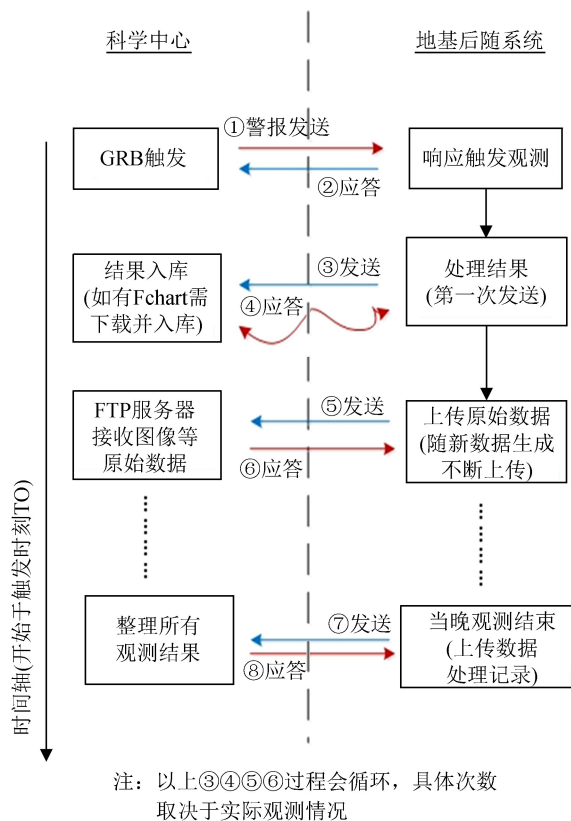 科学中心
地基后随系统
①警报发送
GRB触发
响应触发观测
②应答
结果入库
(如有Fchart需
下载并入库)
③发送
④应答
处理结果
(第一次发送)
FTP服务器
接收图像等
原始数据
⑤发送
⑥应答
上传原始数据
(随新数据生成
不断上传)
整理所有
观测结果
⑦发送
⑧应答
当晚观测结束
(上传数据
处理记录)
时间轴(开始于触发时刻TO)
注：以上③④⑤⑥过程会循环，具体次数
取决于实际观测情况